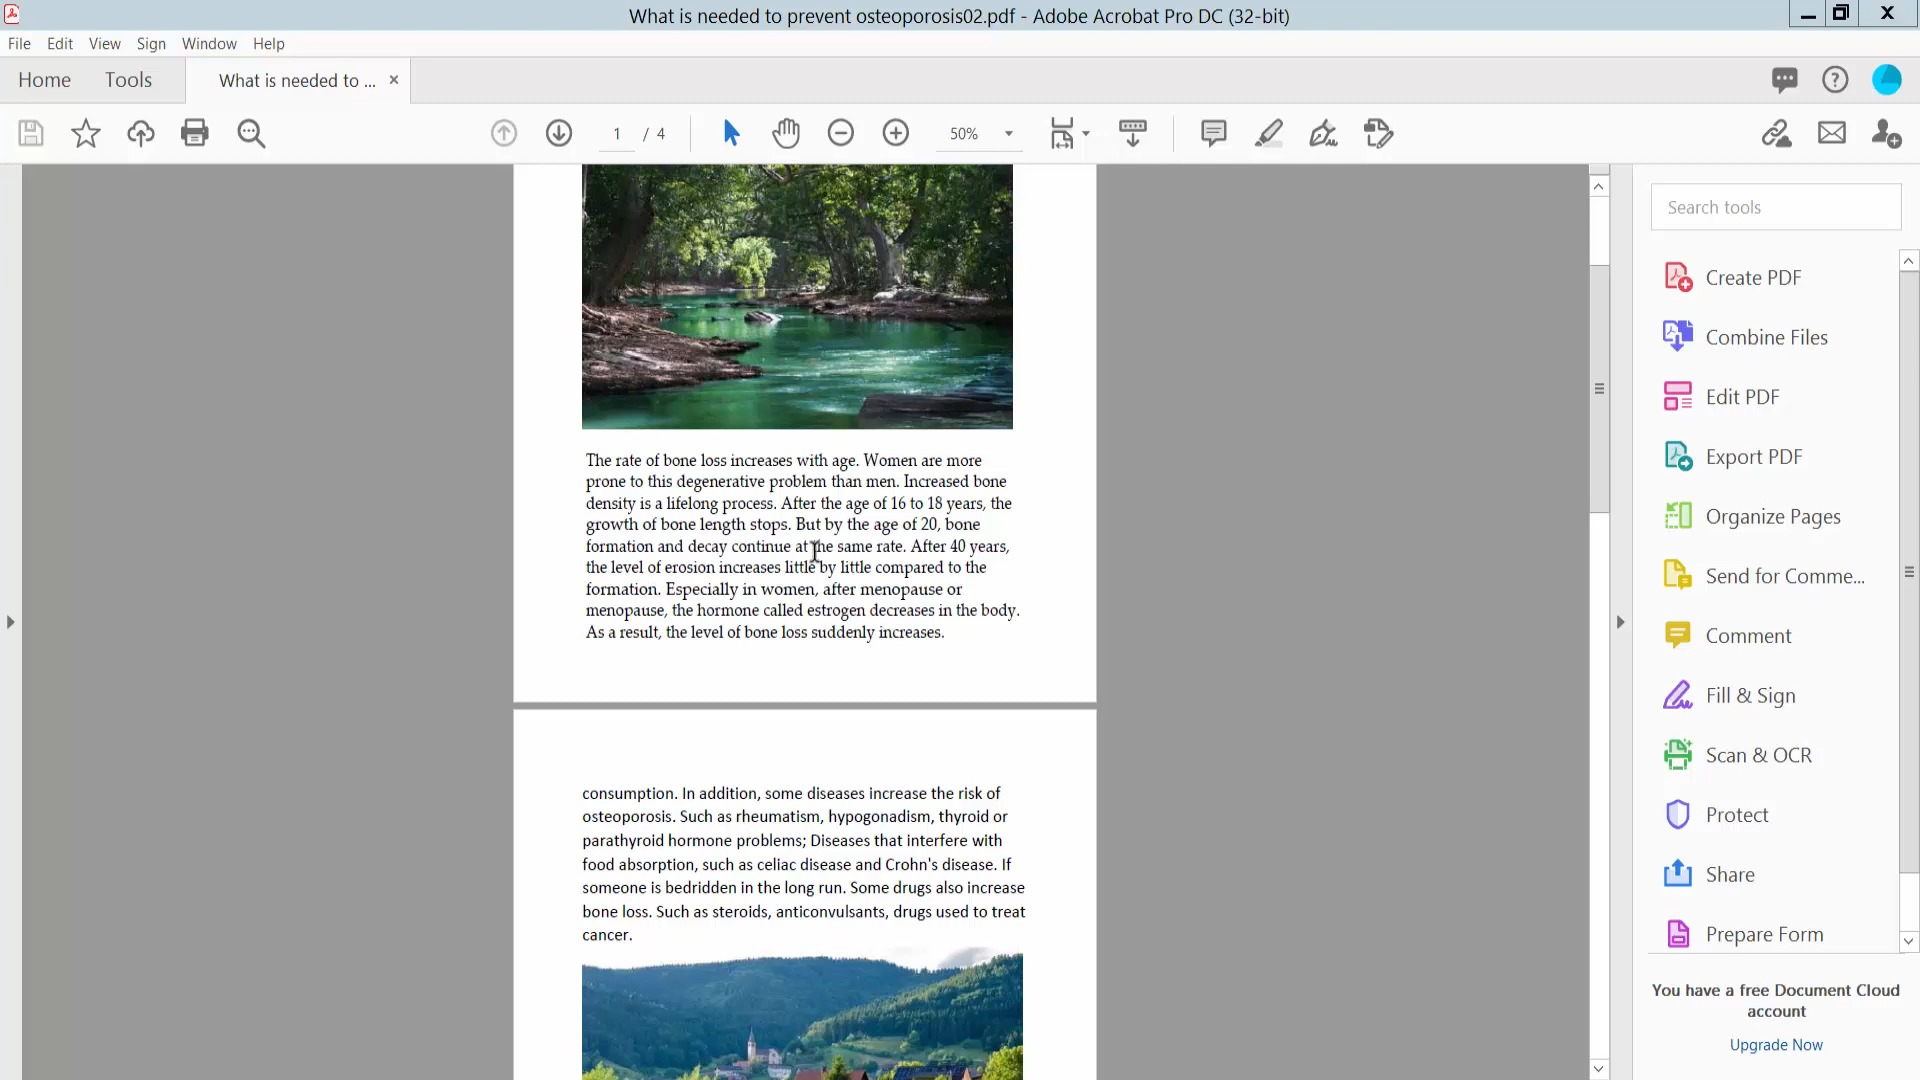 What is needed to prevent osteoporosis02.pdf - Adobe Acrobat Pro DC (32-bit)
File Edit View Sign Window Help
Home Tools What is needed to ...
1 / 4 50%
Search tools
Create PDF
Combine Files
Edit PDF
Export PDF
Organize Pages
Send for Comme...
Comment
Fill & Sign
Scan & OCR
Protect
Share
Prepare Form
You have a free Document Cloud
account
Upgrade Now
The rate of bone loss increases with age. Women are more
prone to this degenerative problem than men. Increased bone
density is a lifelong process. After the age of 16 to 18 years, the
growth of bone length stops. But by the age of 20, bone
formation and decay continue at the same rate. After 40 years,
the level of erosion increases little by little compared to the
formation. Especially in women, after menopause or
menopause, the hormone called estrogen decreases in the body.
As a result, the level of bone loss suddenly increases.
consumption. In addition, some diseases increase the risk of
osteoporosis. Such as rheumatism, hypogonadism, thyroid or
parathyroid hormone problems; Diseases that interfere with
food absorption, such as celiac disease and Crohn's disease. If
someone is bedridden in the long run. Some drugs also increase
bone loss. Such as steroids, anticonvulsants, drugs used to treat
cancer.